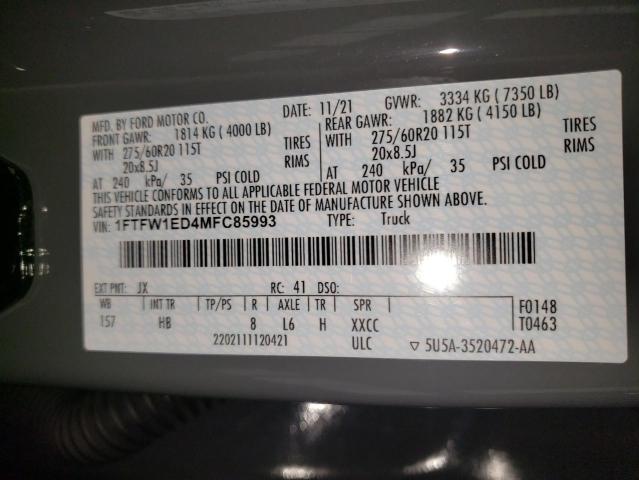 MFD. BY FORD MOTOR CO. DATE: 11/21 GVWR: 3334 KG ( 7350 LB)
FRONT GAWR: 1814 KG ( 4000 LB) REAR GAWR: 1882 KG ( 4150 LB)
WITH 275/60R20 115T TIRES WITH 275/60R20 115T TIRES
20x8.5J RIMS 20x8.5J RIMS
AT 240 kPa/ 35 PSI COLD AT 240 kPa/ 35 PSI COLD
THIS VEHICLE CONFORMS TO ALL APPLICABLE FEDERAL MOTOR VEHICLE
SAFETY STANDARDS IN EFFECT ON THE DATE OF MANUFACTURE SHOWN ABOVE.
VIN: 1FTFW1ED4MFC85993 TYPE: Truck
EXT PNT: JX RC: 41 DSO:
WB INT TR TP/PS R AXLE TR SPR F0148
157 HB 8 L6 H XXCC T0463
2202111120421 ULC ▽ 5U5A-3520472-AA